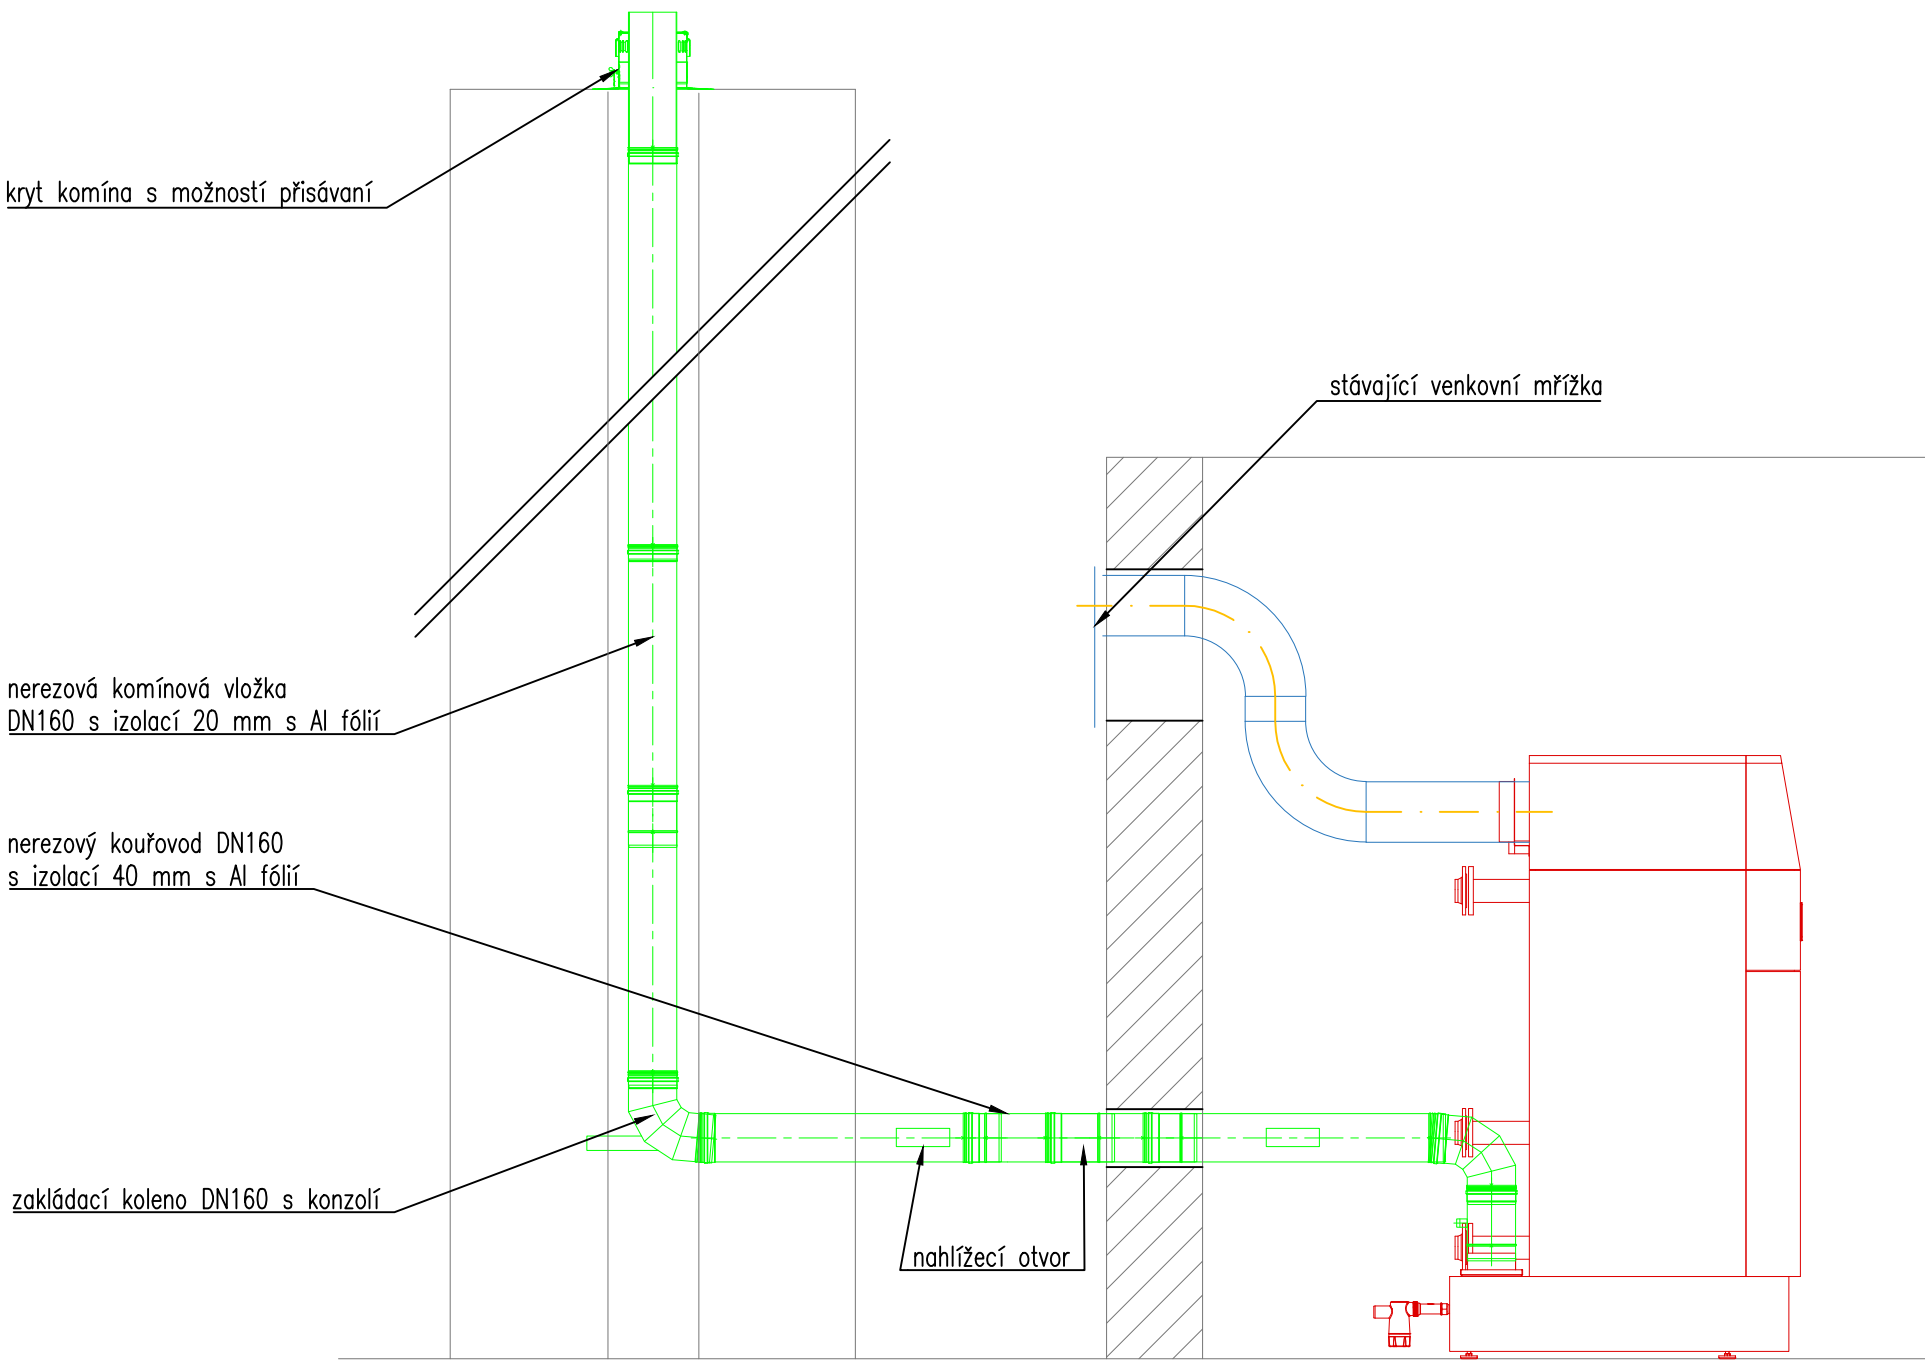 kryt komína s možností přisávaní
stávající venkovní mřížka
nerezová komínová vložka
DN160 s izolací 20 mm s Al fólií
nerezový kouřovod DN160
s izolací 40 mm s Al fólií
zakládací koleno DN160 s konzolí
nahlížecí otvor